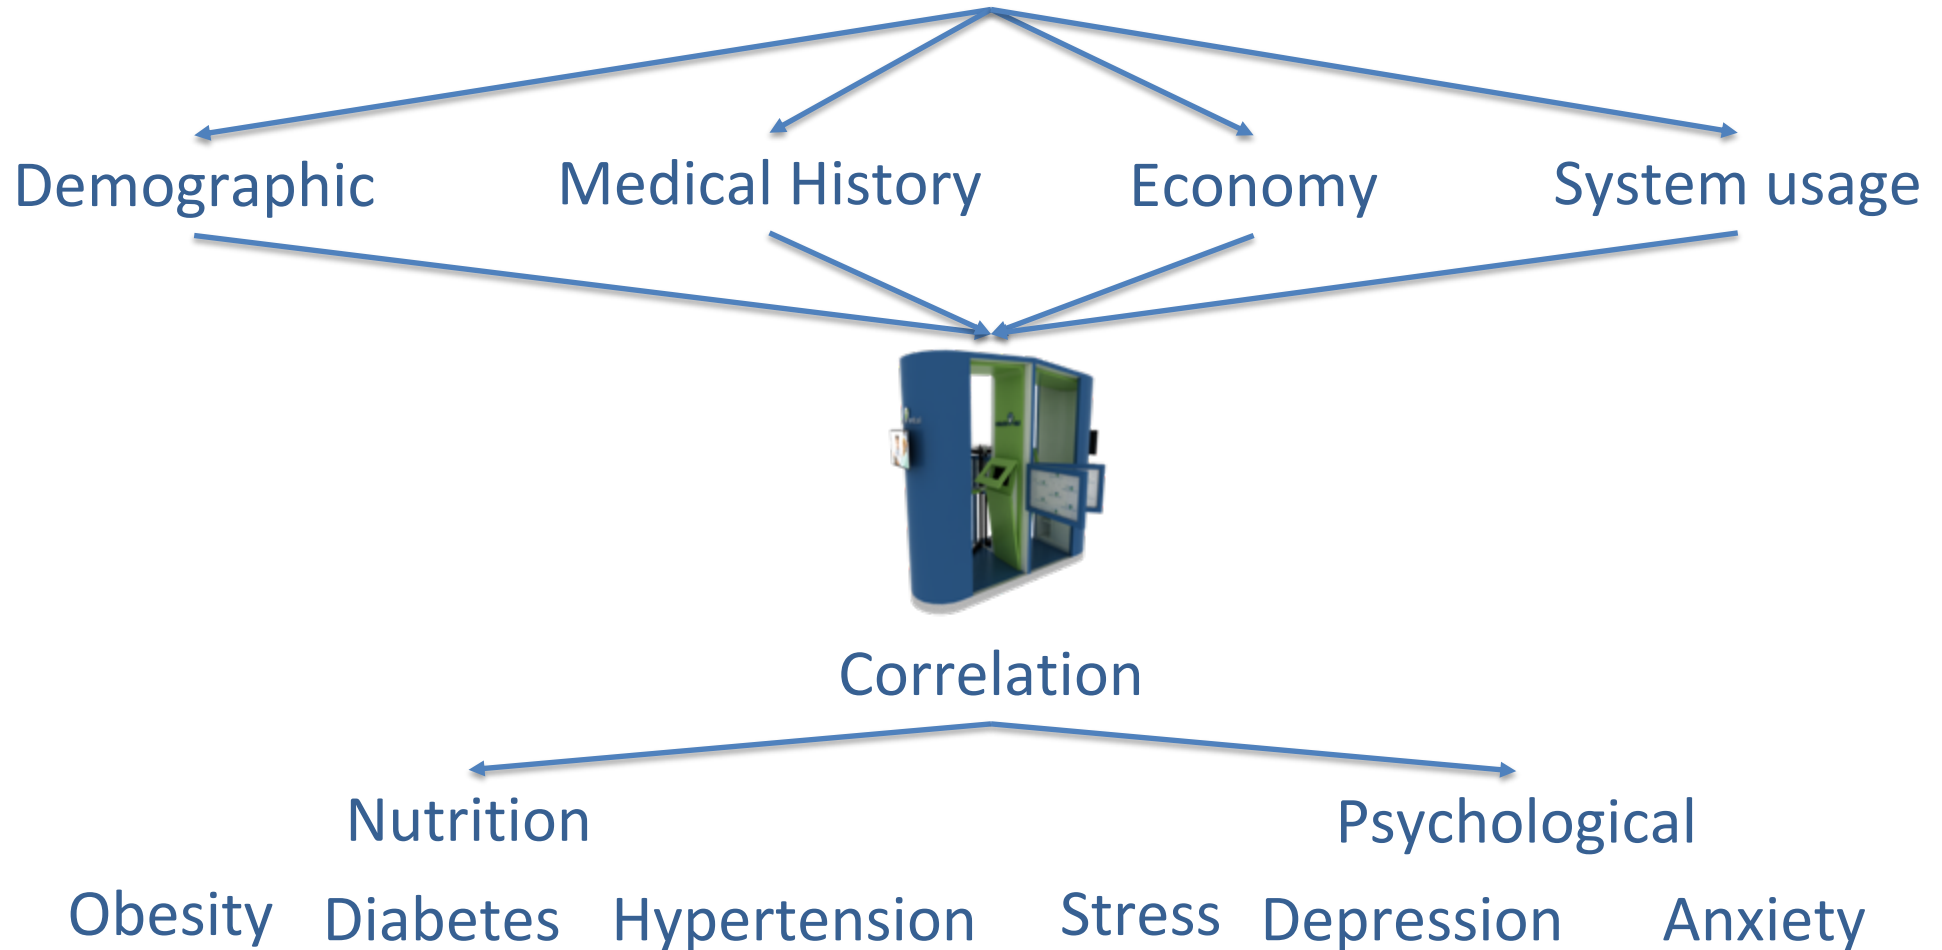 Demographic
Medical History
Economy
System usage
Correlation
Nutrition
Psychological
Obesity
Diabetes
Hypertension
Stress
Depression
Anxiety